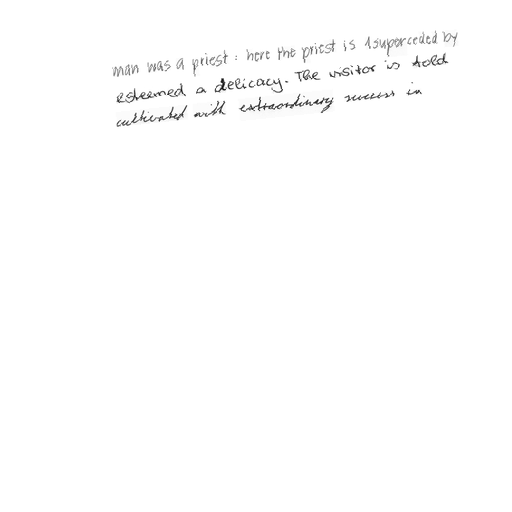 man was a priest : here the priest is superceded by
esteemed a delicacy. The visitor is told
cultivated with extraordinary success in